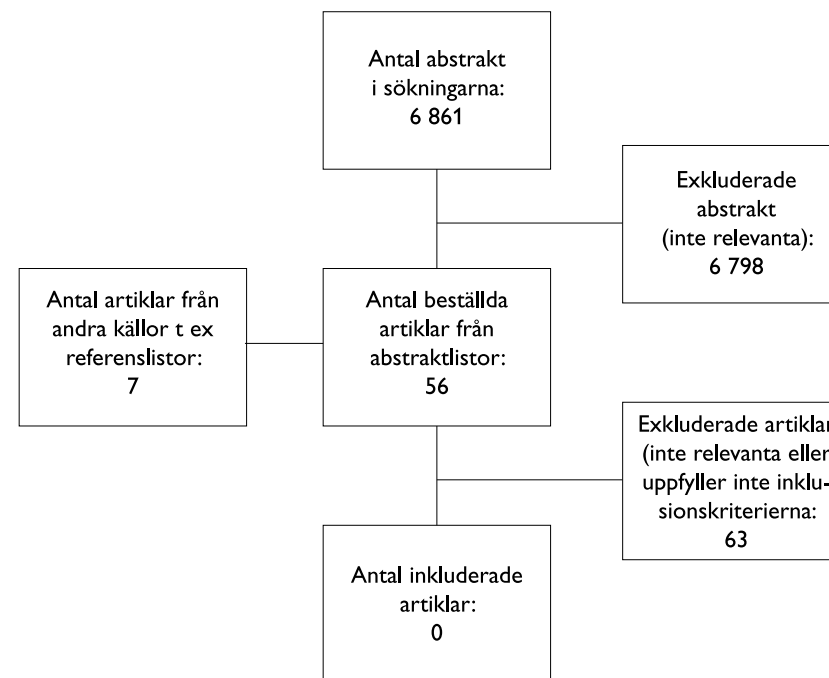 Antal abstrakt
i sökningarna:
6 861
Exkluderade
abstrakt
(inte relevanta):
6 798
Antal artiklar från
andra källor t ex
referenslistor:
7
Antal beställda
artiklar från
abstraktlistor:
56
Exkluderade artiklar
(inte relevanta eller
uppfyller inte inklu-
sionskriterierna:
63
Antal inkluderade
artiklar:
0